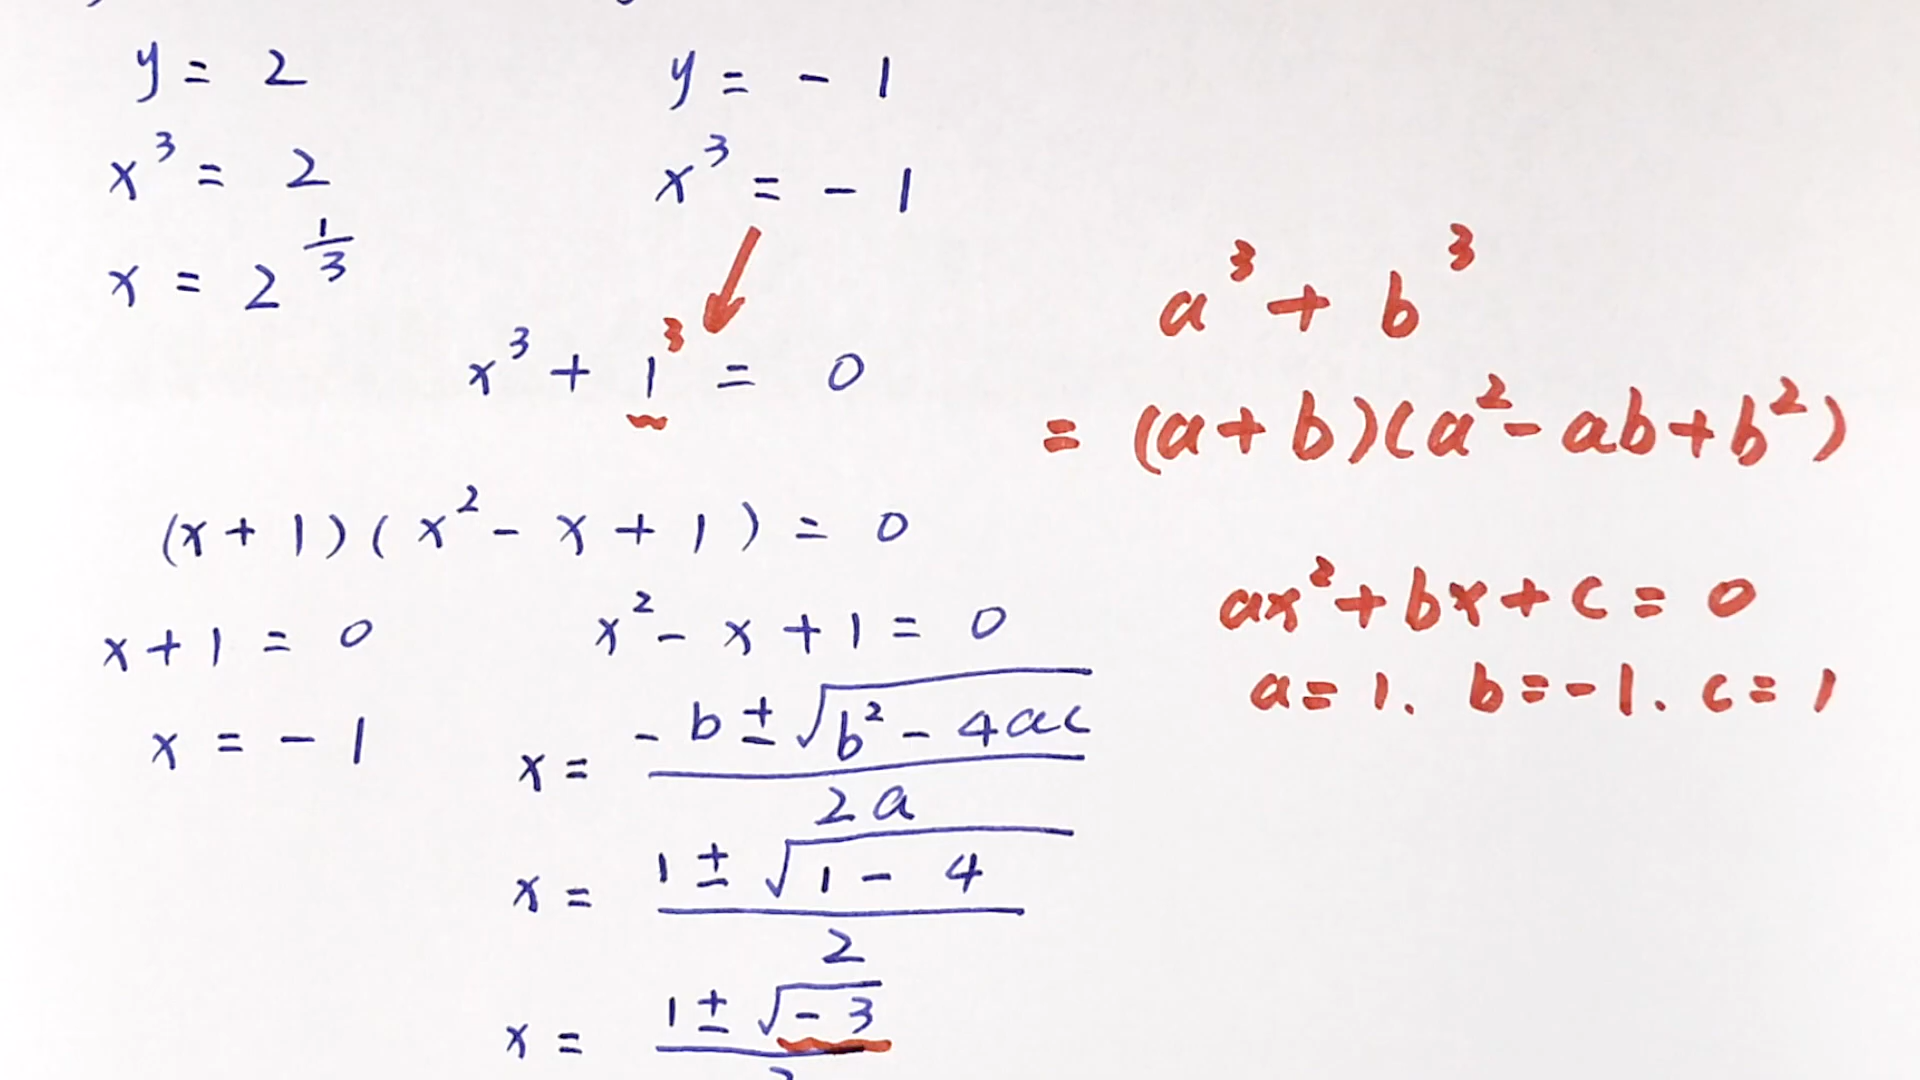 y = 2
y = - 1
x³ = 2
x³ = - 1
x = 2^(1/3)
x³ + 1³ = 0
a³ + b³
= (a+b)(a²-ab+b²)
(x + 1)(x² - x + 1) = 0
ax²+bx+c=0
x+1 = 0
x² - x + 1 = 0
a=1. b=-1. c=1
x = - 1
x = (- b ± √(b² - 4ac)) / 2a
x = (1 ± √(1 - 4)) / 2
x = 1 ± √(-3)